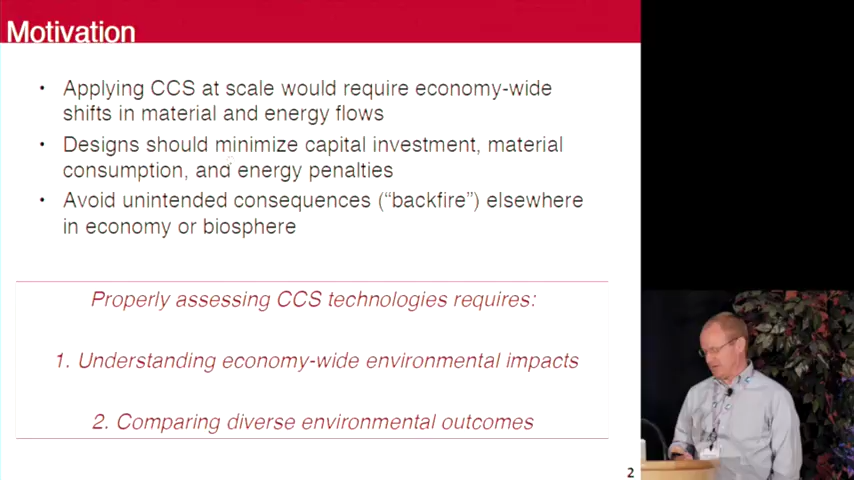 Motivation
• Applying CCS at scale would require economy-wide
shifts in material and energy flows
• Designs should minimize capital investment, material
consumption, and energy penalties
• Avoid unintended consequences (“backfire”) elsewhere
in economy or biosphere
Properly assessing CCS technologies requires:
1. Understanding economy-wide environmental impacts
2. Comparing diverse environmental outcomes
2